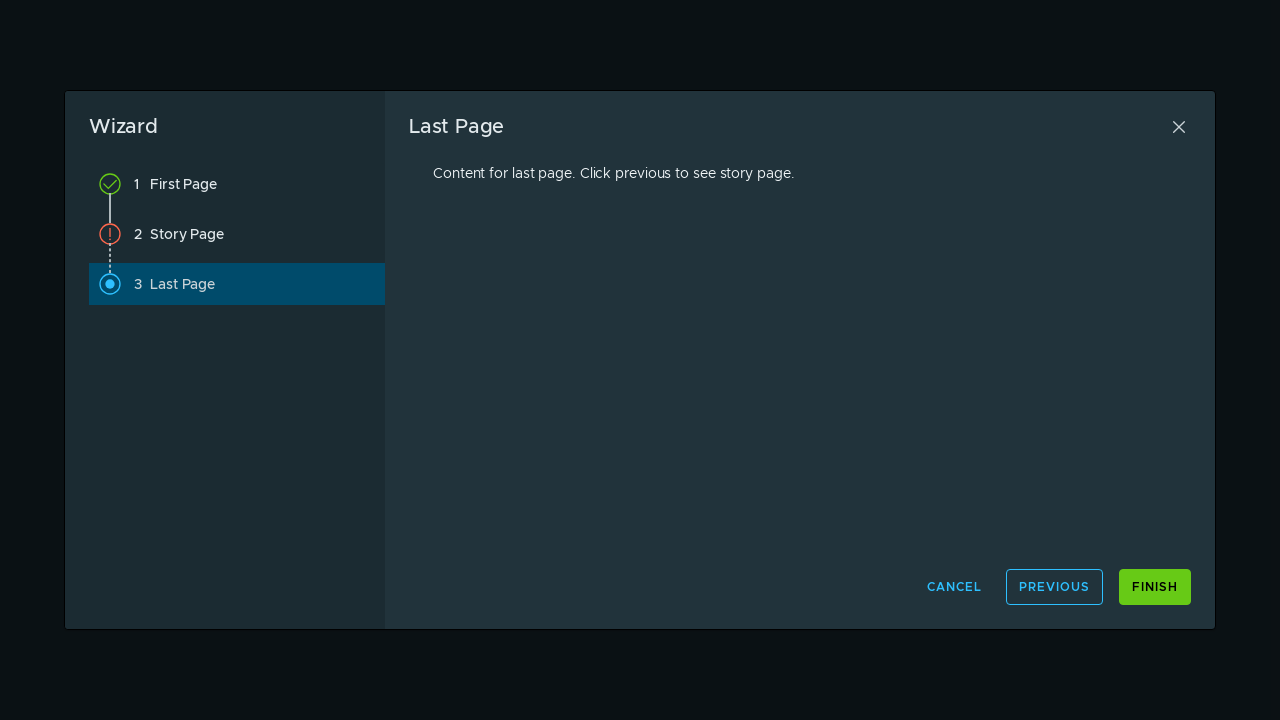 Wizard
1 First Page
2 Story Page
3 Last Page
Last Page
Content for last page. Click previous to see story page.
CANCEL
PREVIOUS
FINISH